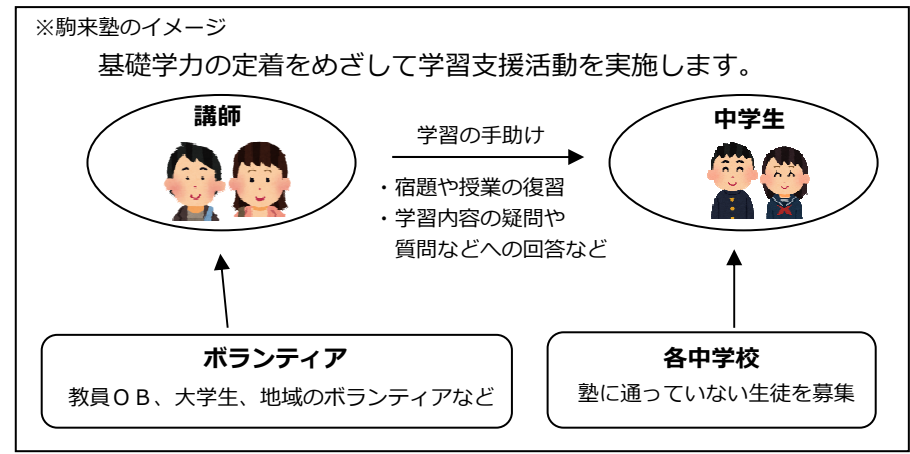 ※駒来塾のイメージ
基礎学力の定着をめざして学習支援活動を実施します。
講師
学習の手助け
・宿題や授業の復習
・学習内容の疑問や
質問などへの回答など
中学生
ボランティア
教員ＯＢ、大学生、地域のボランティアなど
各中学校
塾に通っていない生徒を募集